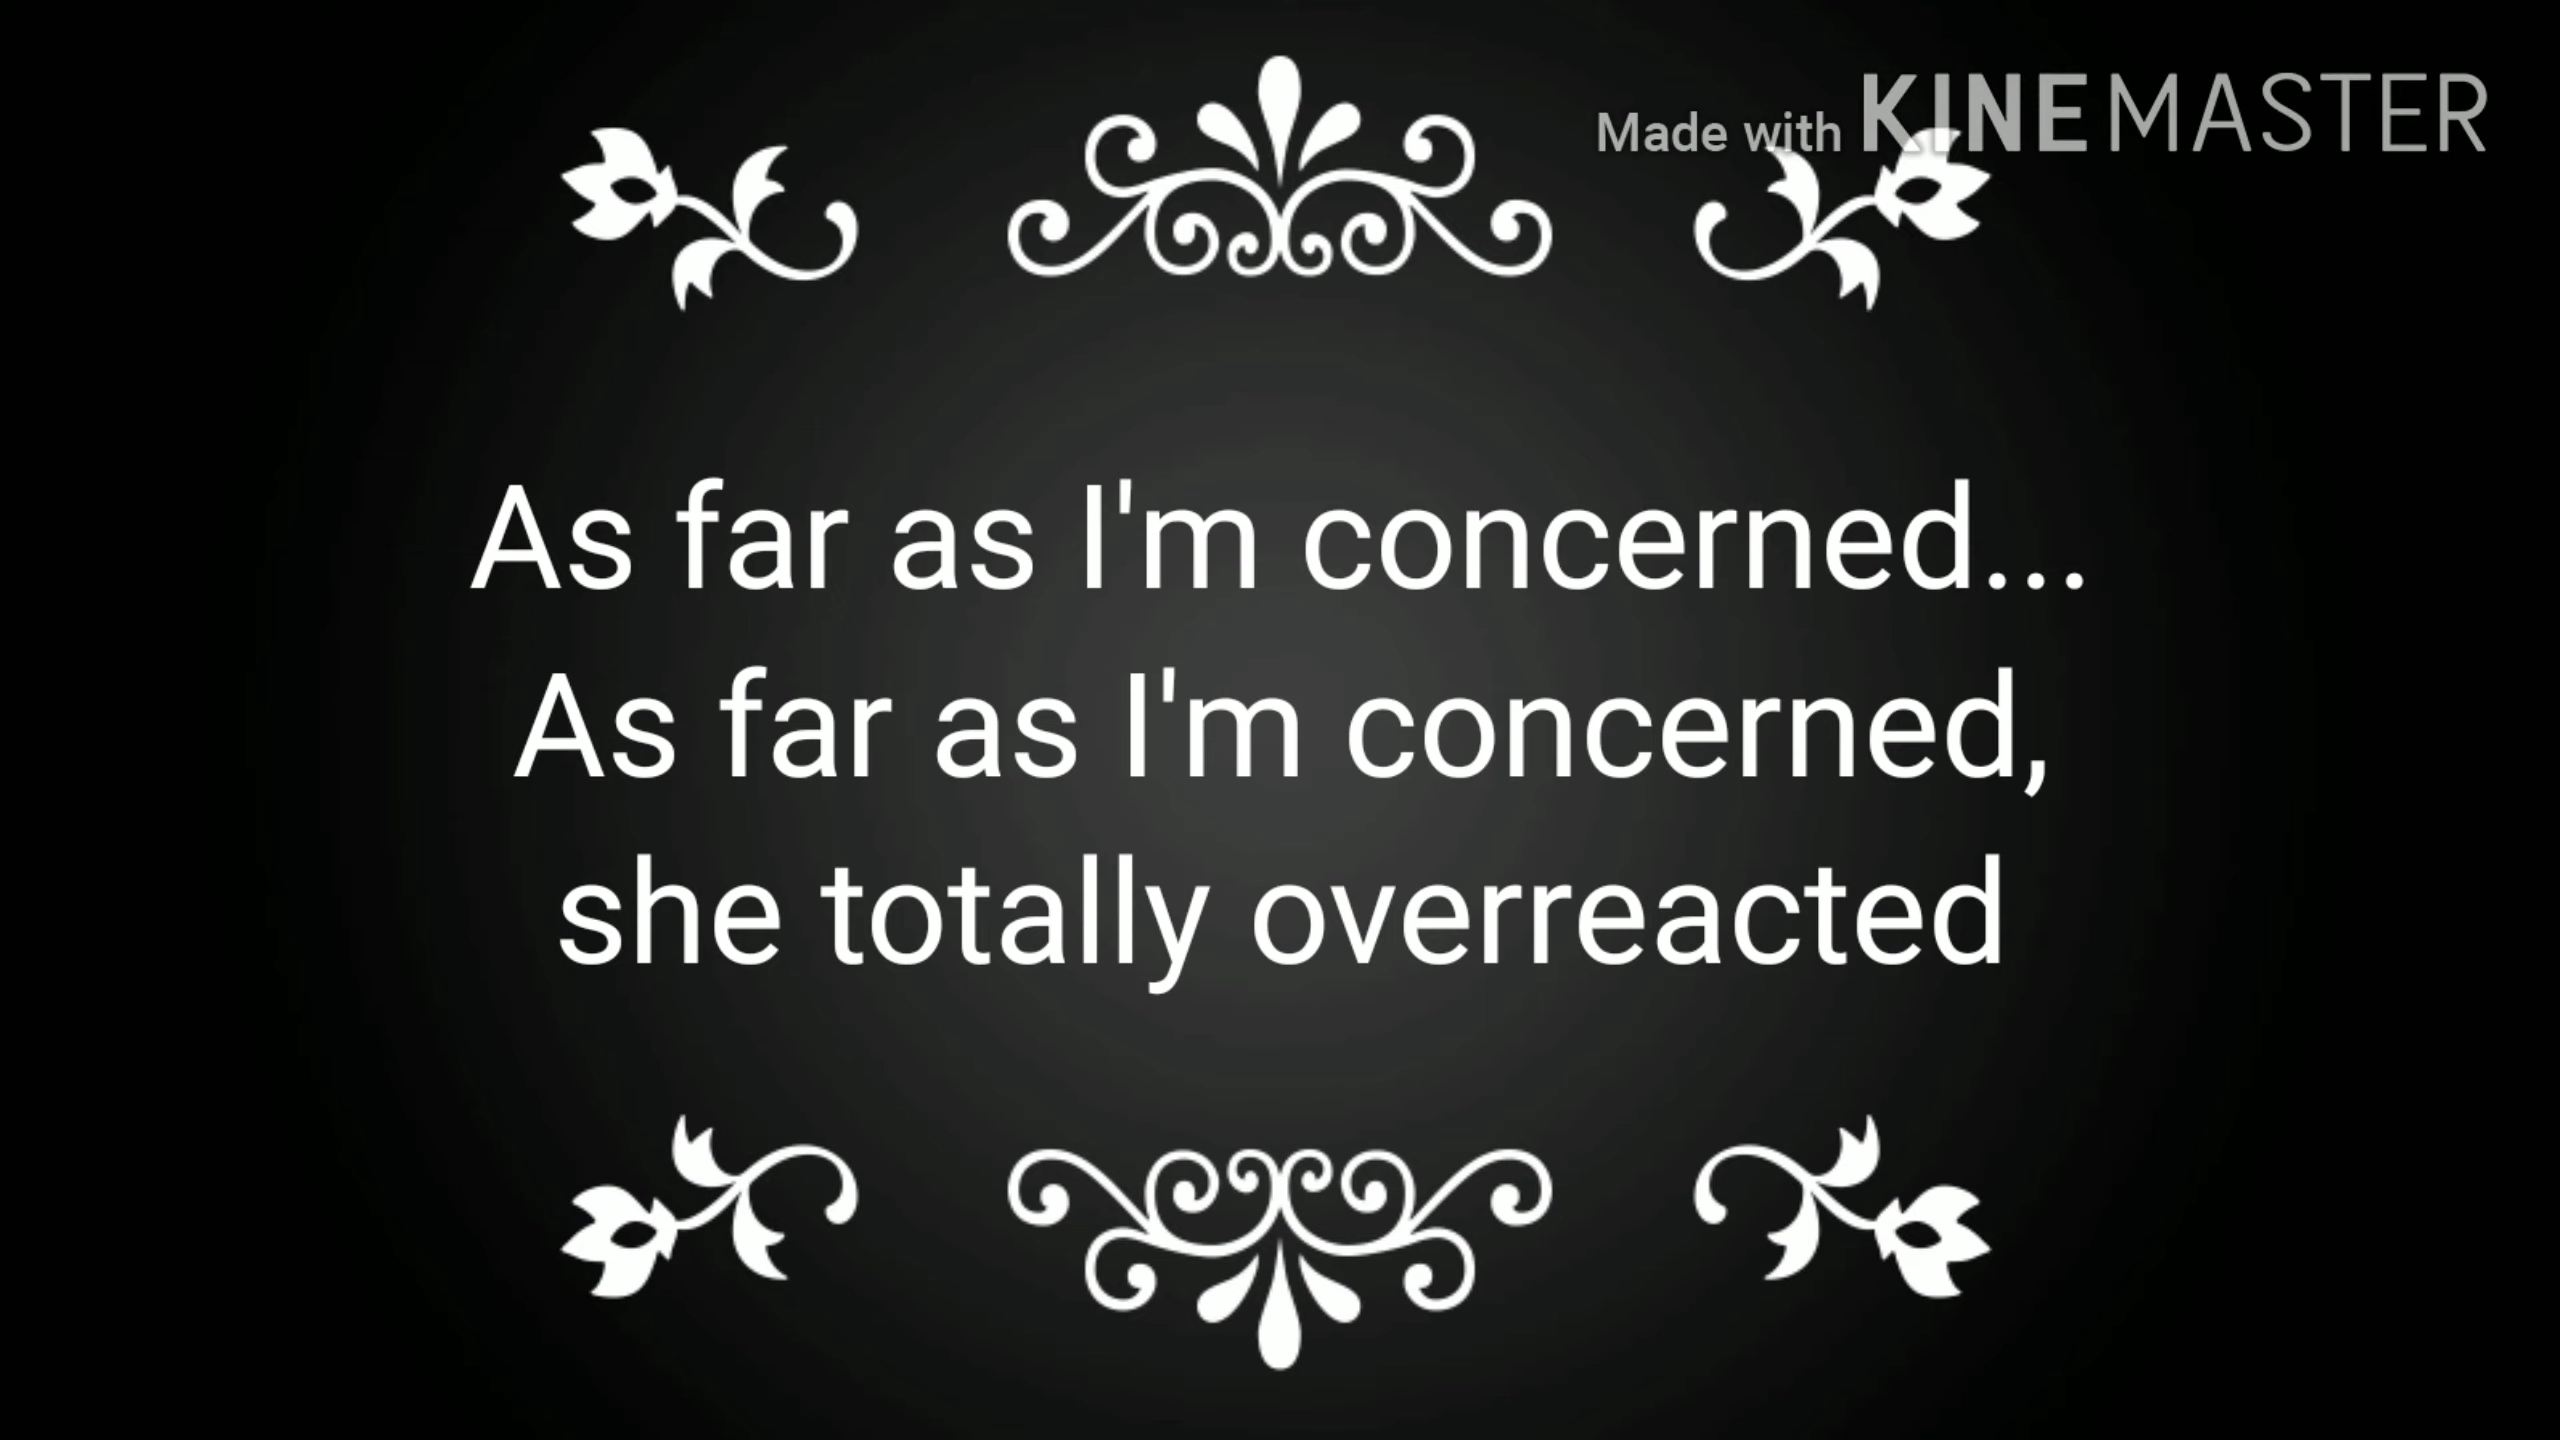 Made with KINEMASTER
As far as I'm concerned...
As far as I'm concerned,
she totally overreacted